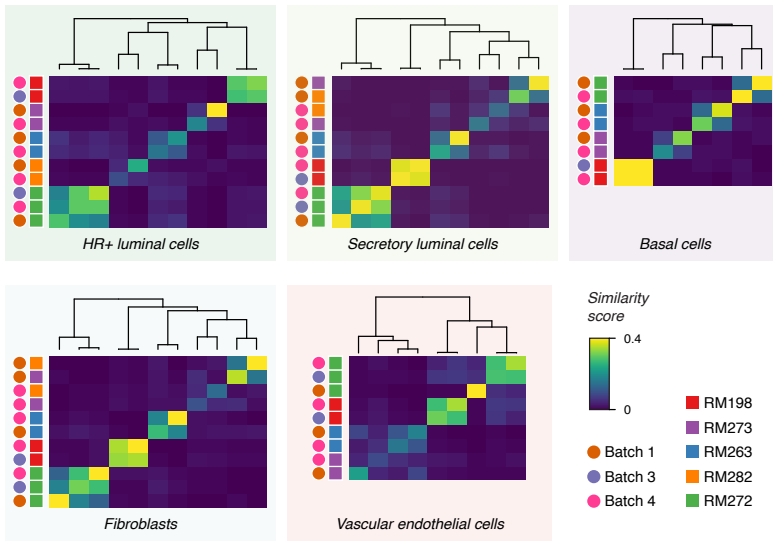 HR+ luminal cells
Secretory luminal cells
Basal cells
Similarity
score
0.4
0
RM198
RM273
RM263
RM282
RM272
Batch 1
Batch 3
Batch 4
Fibroblasts
Vascular endothelial cells